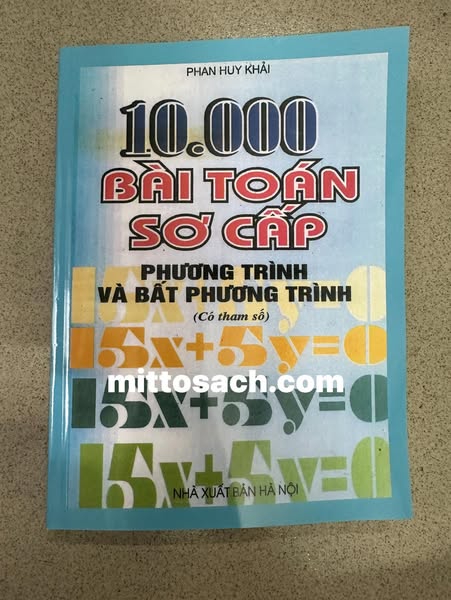 PHAN HUY KHẢI
10.000
BÀI TOÁN
SƠ CẤP
PHƯƠNG TRÌNH
VÀ BẤT PHƯƠNG TRÌNH
(Có tham số)
15x+5y=0
15x+5y=0
mittosach.com
15x+5y=0
15x+5y=0
NHÀ XUẤT BẢN HÀ NỘI